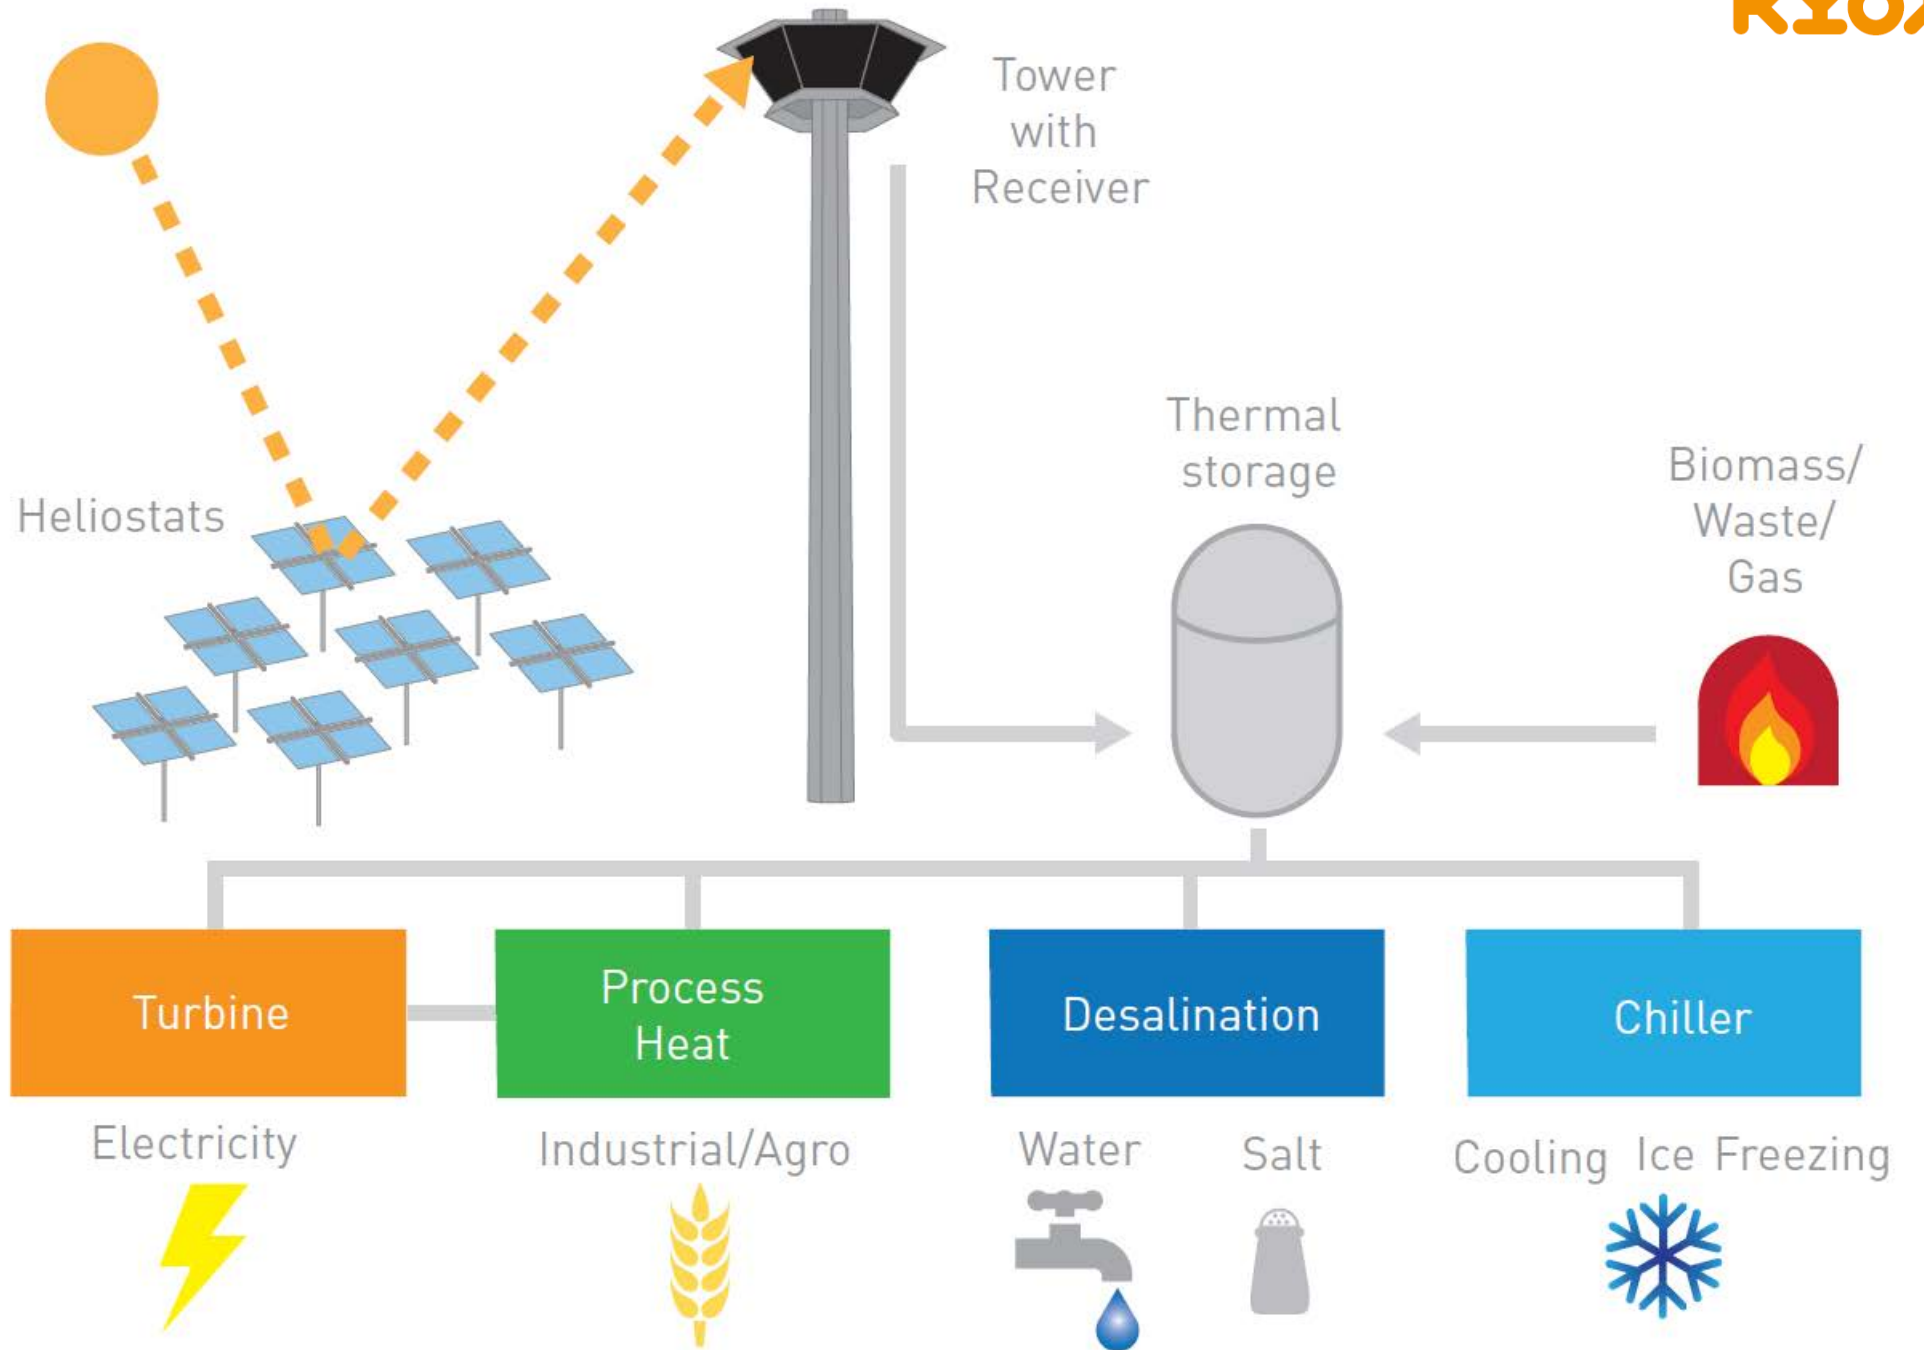 Tower
with
Receiver
Thermal
storage
Biomass/
Waste/
Gas
Heliostats
Turbine
Process
Heat
Desalination
Chiller
Electricity
Industrial/Agro
Water
Salt
Cooling
Ice
Freezing